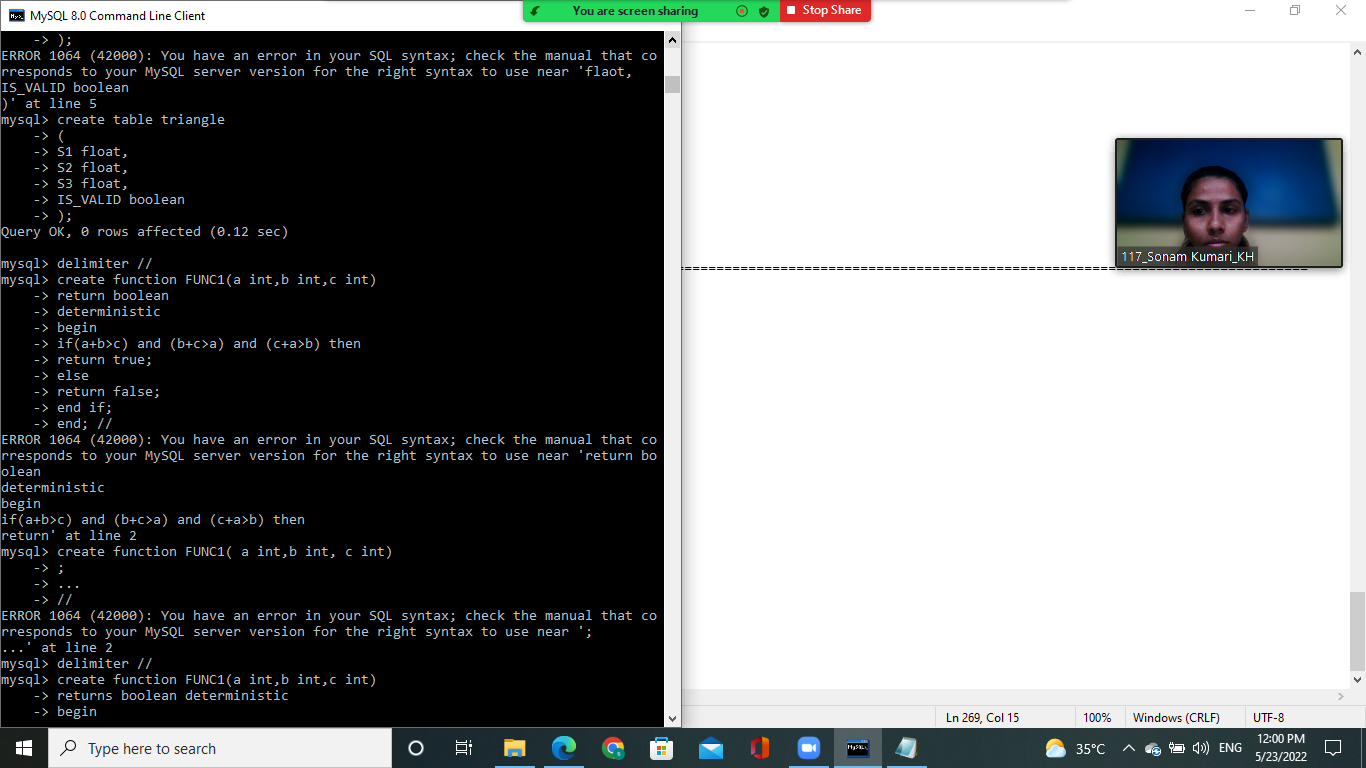 MySQL 8.0 Command Line Client
You are screen sharing
Stop Share
    -> );
ERROR 1064 (42000): You have an error in your SQL syntax; check the manual that co
rresponds to your MySQL server version for the right syntax to use near 'flaot,
IS_VALID boolean
)' at line 5
mysql> create table triangle
    -> (
    -> S1 float,
    -> S2 float,
    -> S3 float,
    -> IS_VALID boolean
    -> );
Query OK, 0 rows affected (0.12 sec)
mysql> delimiter //
mysql> create function FUNC1(a int,b int,c int)
    -> return boolean
    -> deterministic
    -> begin
    -> if(a+b>c) and (b+c>a) and (c+a>b) then
    -> return true;
    -> else
    -> return false;
    -> end if;
    -> end; //
ERROR 1064 (42000): You have an error in your SQL syntax; check the manual that co
rresponds to your MySQL server version for the right syntax to use near 'return bo
olean
deterministic
begin
if(a+b>c) and (b+c>a) and (c+a>b) then
return' at line 2
mysql> create function FUNC1( a int,b int, c int)
    -> ;
    -> ...
    -> //
ERROR 1064 (42000): You have an error in your SQL syntax; check the manual that co
rresponds to your MySQL server version for the right syntax to use near ';
...' at line 2
mysql> delimiter //
mysql> create function FUNC1(a int,b int,c int)
    -> returns boolean deterministic
    -> begin
117_Sonam Kumari_KH
Ln 269, Col 15
100%
Windows (CRLF)
UTF-8
Type here to search
MySQL
35°C
ENG
12:00 PM
5/23/2022